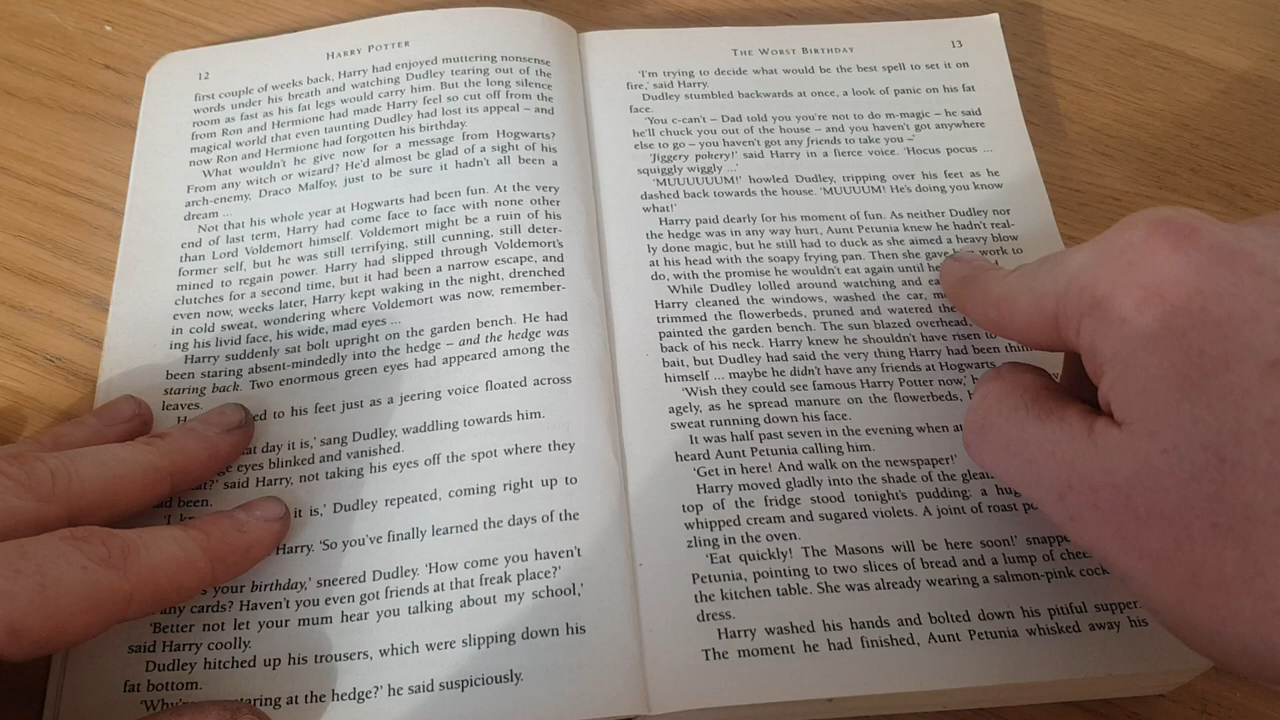 12
HARRY POTTER
first couple of weeks back, Harry had enjoyed muttering nonsense
words under his breath and watching Dudley tearing out of the
room as fast as his fat legs would carry him. But the long silence
from Ron and Hermione had made Harry feel so cut off from the
magical world that even taunting Dudley had lost its appeal – and
now Ron and Hermione had forgotten his birthday.
What wouldn't he give now for a message from Hogwarts?
From any witch or wizard? He'd almost be glad of a sight of his
arch-enemy, Draco Malfoy, just to be sure it hadn't all been a
dream ...
Not that his whole year at Hogwarts had been fun. At the very
end of last term, Harry had come face to face with none other
than Lord Voldemort himself. Voldemort might be a ruin of his
former self, but he was still terrifying, still cunning, still deter-
mined to regain power. Harry had slipped through Voldemort's
clutches for a second time, but it had been a narrow escape, and
even now, weeks later, Harry kept waking in the night, drenched
in cold sweat, wondering where Voldemort was now, remember-
ing his livid face, his wide, mad eyes ...
Harry suddenly sat bolt upright on the garden bench. He had
been staring absent-mindedly into the hedge – and the hedge was
staring back. Two enormous green eyes had appeared among the
leaves.
to his feet just as a jeering voice floated across
day it is,' sang Dudley, waddling towards him.
eyes blinked and vanished.
said Harry, not taking his eyes off the spot where they
been.
it is,' Dudley repeated, coming right up to
Harry. 'So you've finally learned the days of the
your birthday,' sneered Dudley. 'How come you haven't
any cards? Haven't you even got friends at that freak place?'
'Better not let your mum hear you talking about my school,'
said Harry coolly.
Dudley hitched up his trousers, which were slipping down his
fat bottom.
staring at the hedge?' he said suspiciously.
THE WORST BIRTHDAY
13
'I'm trying to decide what would be the best spell to set it on
fire,' said Harry.
Dudley stumbled backwards at once, a look of panic on his fat
face.
'You c-can't – Dad told you you're not to do m-magic – he said
he'll chuck you out of the house – and you haven't got anywhere
else to go – you haven't got any friends to take you –'
'Jiggery pokery!' said Harry in a fierce voice. 'Hocus pocus ...
squiggly wiggly ...'
'MUUUUUUM!' howled Dudley, tripping over his feet as he
dashed back towards the house. 'MUUUUM! He's doing you know
what!'
Harry paid dearly for his moment of fun. As neither Dudley nor
the hedge was in any way hurt, Aunt Petunia knew he hadn't real-
ly done magic, but he still had to duck as she aimed a heavy blow
at his head with the soapy frying pan. Then she gave work to
do, with the promise he wouldn't eat again until
While Dudley lolled around watching and
Harry cleaned the windows, washed the car,
trimmed the flowerbeds, pruned and watered the
painted the garden bench. The sun blazed overhead,
back of his neck. Harry knew he shouldn't have risen
bait, but Dudley had said the very thing Harry had been
himself ... maybe he didn't have any friends at Hogwarts
'Wish they could see famous Harry Potter now,'
agely, as he spread manure on the flowerbeds,
sweat running down his face.
It was half past seven in the evening when
heard Aunt Petunia calling him.
'Get in here! And walk on the newspaper!'
Harry moved gladly into the shade of the
top of the fridge stood tonight's pudding: a
whipped cream and sugared violets. A joint of roast
zling in the oven.
'Eat quickly! The Masons will be here soon!'
Petunia, pointing to two slices of bread and a lump of
the kitchen table. She was already wearing a salmon-pink
dress.
Harry washed his hands and bolted down his pitiful supper.
The moment he had finished, Aunt Petunia whisked away his